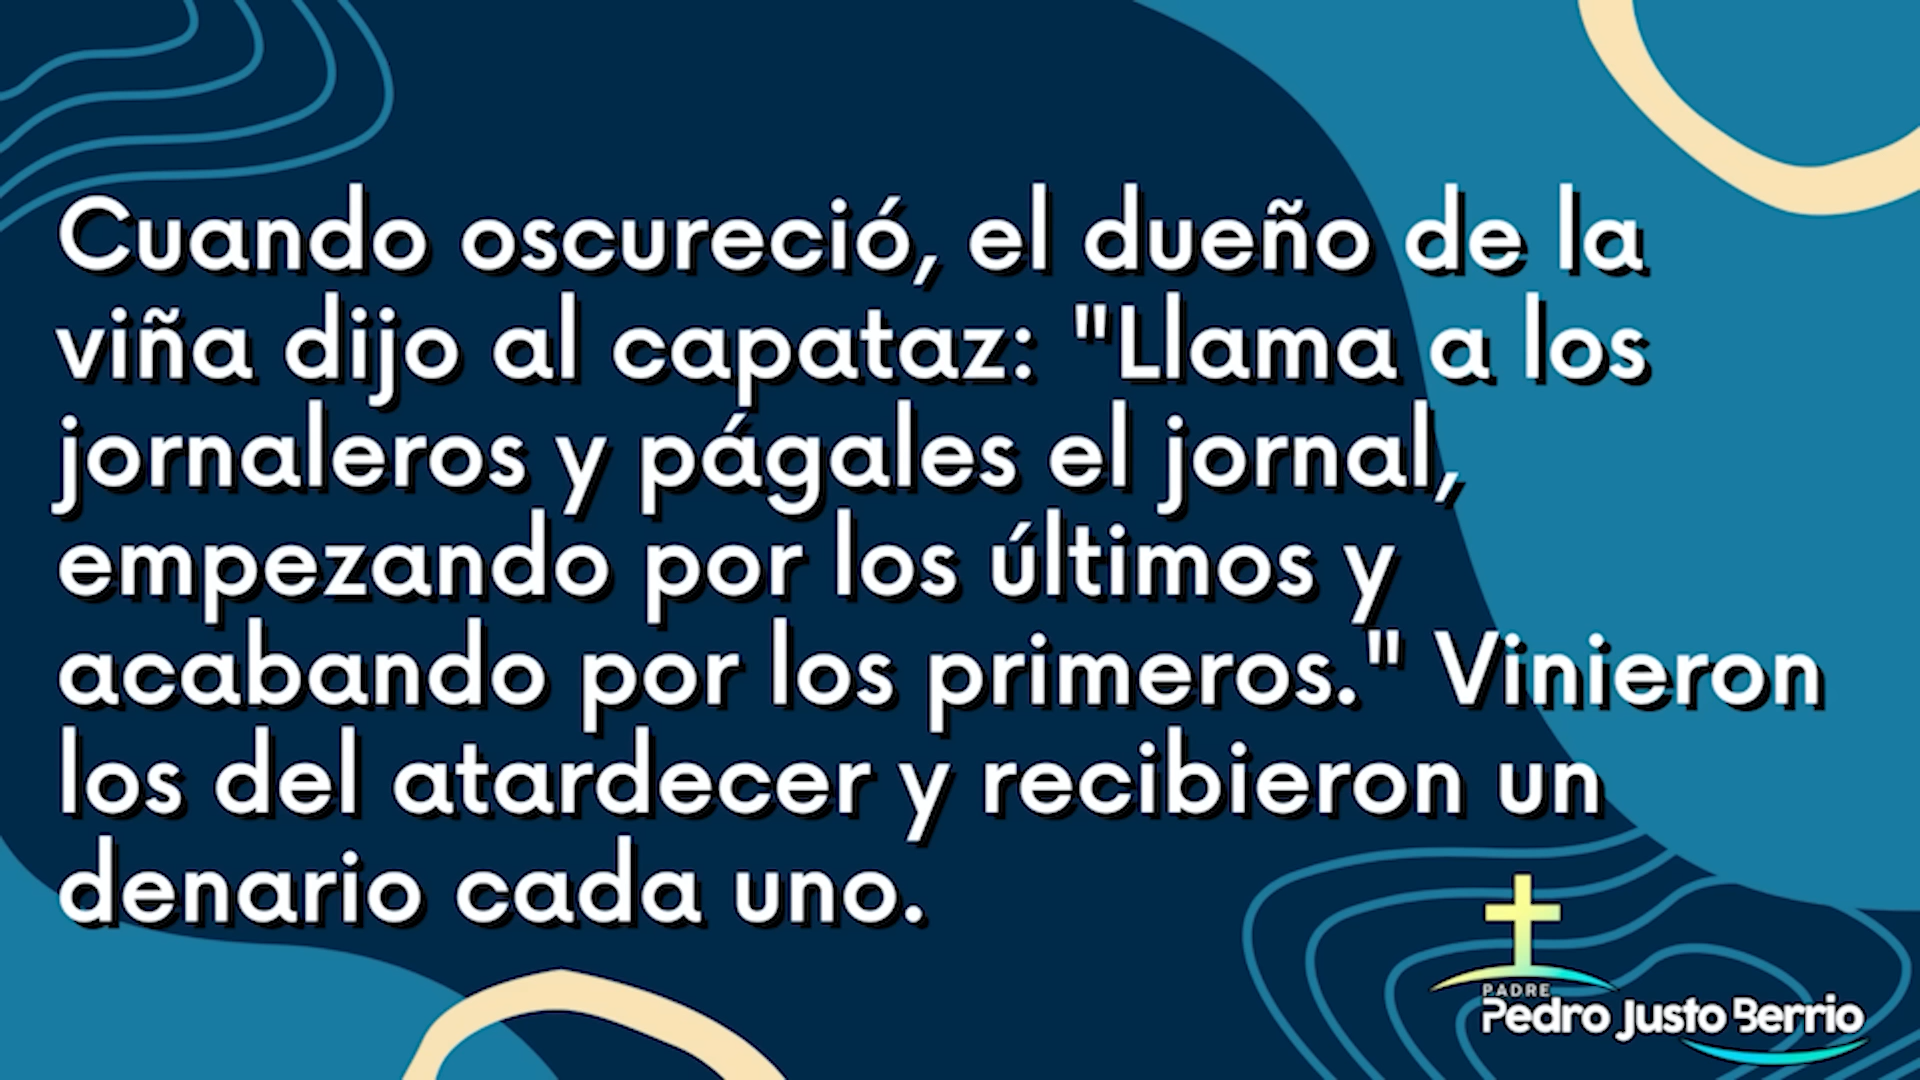 Cuando oscureció, el dueño de la
viña dijo al capataz: "Llama a los
jornaleros y págales el jornal,
empezando por los últimos y
acabando por los primeros." Vinieron
los del atardecer y recibieron un
denario cada uno.
PADRE
Pedro Justo Berrio